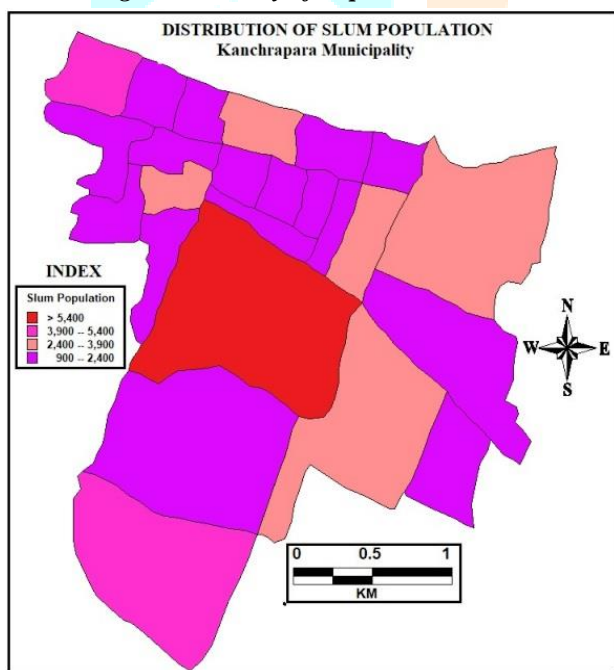 DISTRIBUTION OF SLUM POPULATION
Kanchrapara Municipality
INDEX
Slum Population
> 5,400
3,900 -- 5,400
2,400 -- 3,900
900 -- 2,400
N
W E
S
0 0.5 1
KM